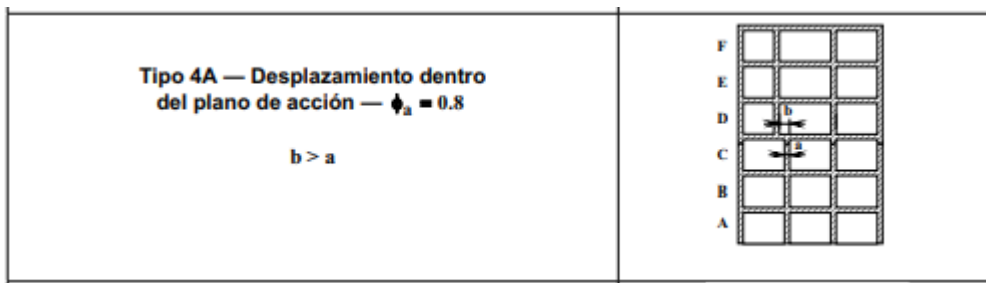 Tipo 4A — Desplazamiento dentro
del plano de acción — ϕa = 0.8
b > a
F
E
D
b
C
a
B
A